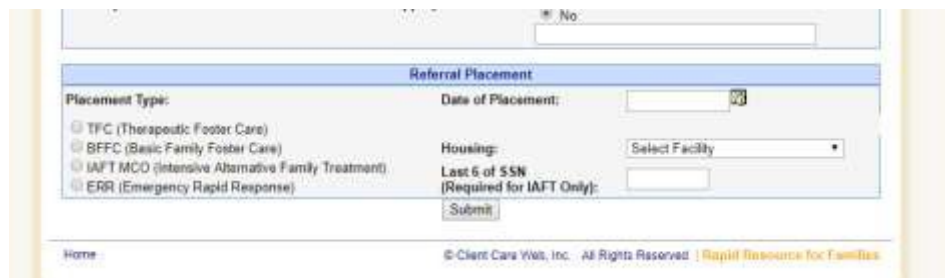 No
Referral Placement
Placement Type:
Date of Placement:
TFC (Therapeutic Foster Care)
BFFC (Basic Family Foster Care)
Housing:
Select Facility
IAFT MCO (Intensive Alternative Family Treatment)
Last 6 of SSN
(Required for IAFT Only):
ERR (Emergency Rapid Response)
Submit
Home
© Client Care Web, Inc. All Rights Reserved | Rapid Resource for Families